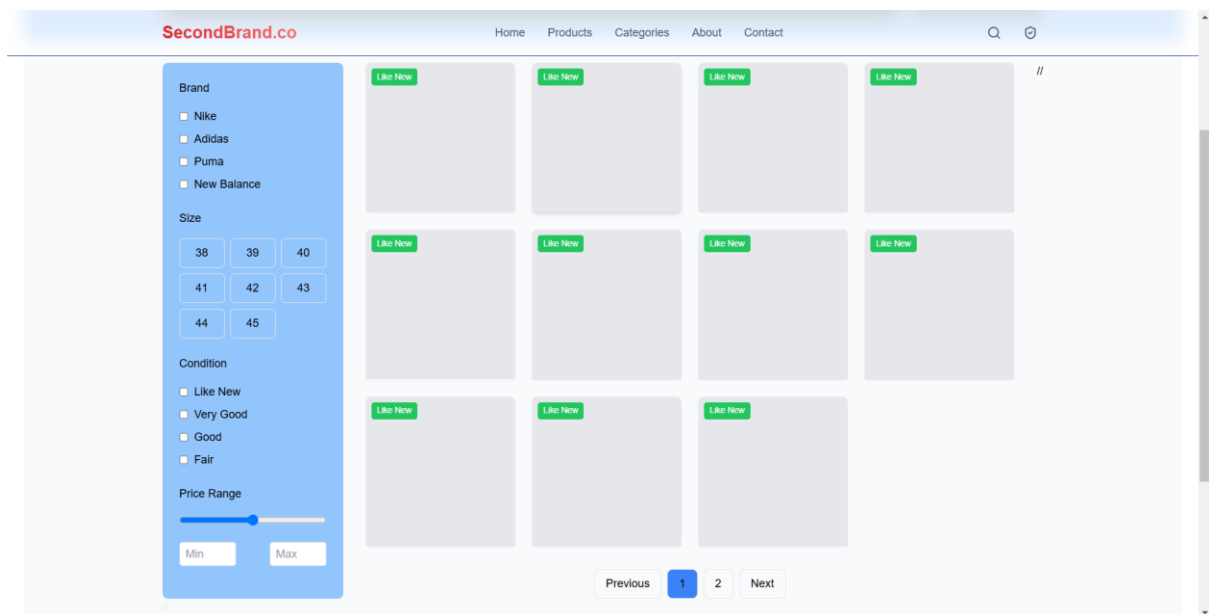 SecondBrand.co
Home Products Categories About Contact
Brand
Nike
Adidas
Puma
New Balance
Size
38 39 40
41 42 43
44 45
Condition
Like New
Very Good
Good
Fair
Price Range
Min Max
Like New Like New Like New Like New
//
Like New Like New Like New Like New
Like New Like New Like New
Previous 1 2 Next
//